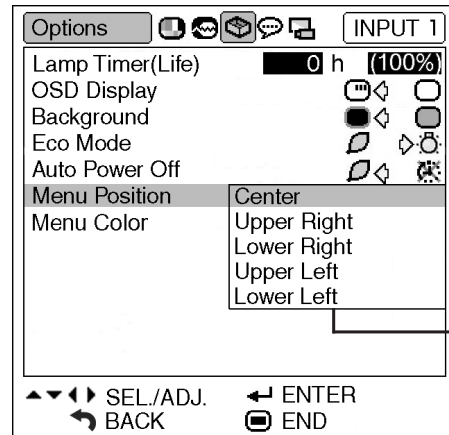 Options INPUT 1
Lamp Timer(Life) 0 h (100%)
OSD Display
Background
Eco Mode
Auto Power Off
Menu Position Center
Menu Color Upper Right
Lower Right
Upper Left
Lower Left
SEL./ADJ. ENTER
BACK END